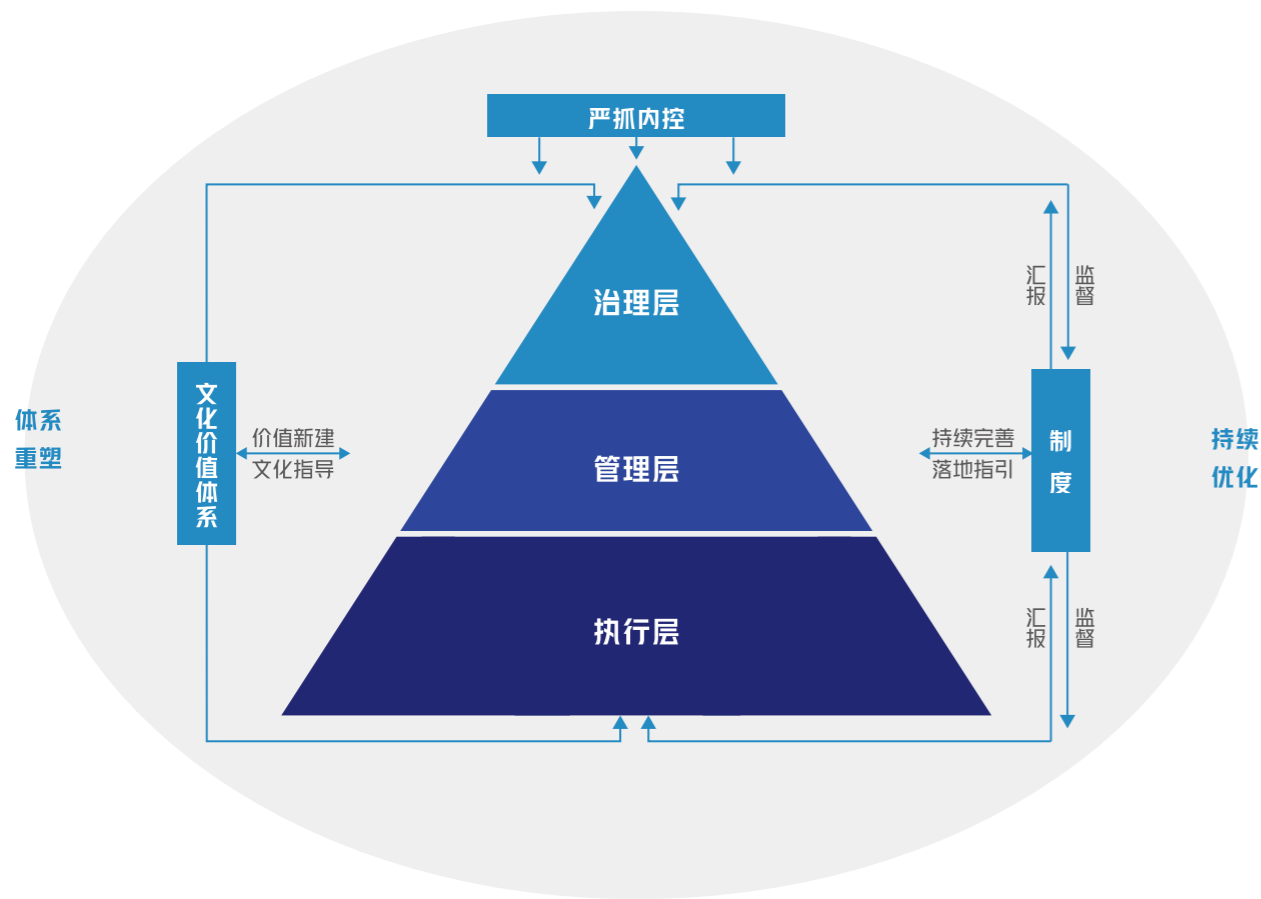 严抓内控
治理层
汇报
监督
文化价值体系
体系
重塑
价值新建
文化指导
管理层
持续完善
落地指引
制度
持续
优化
执行层
汇报
监督